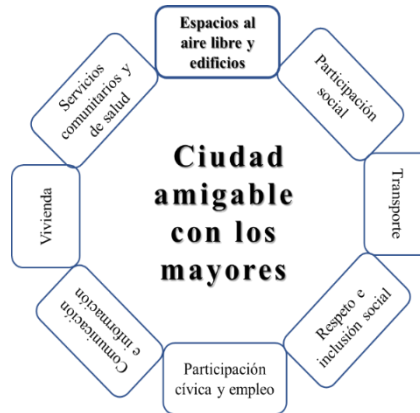 Espacios al
aire libre y
edificios
Participación
social
Transporte
Respeto e
inclusión social
Participación
cívica y empleo
Comunicación
e información
Vivienda
Servicios
comunitarios y
de salud
Ciudad
amigable
con los
mayores